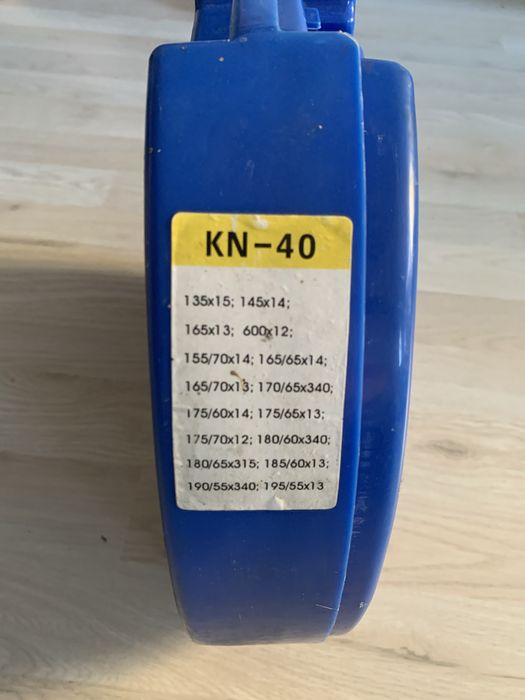 KN-40
135x15; 145x14;
165x13; 600x12;
155/70x14; 165/65x14;
165/70x13; 170/65x340;
175/60x14; 175/65x13;
175/70x12; 180/60x340;
180/65x315; 185/60x13;
190/55x340; 195/55x13